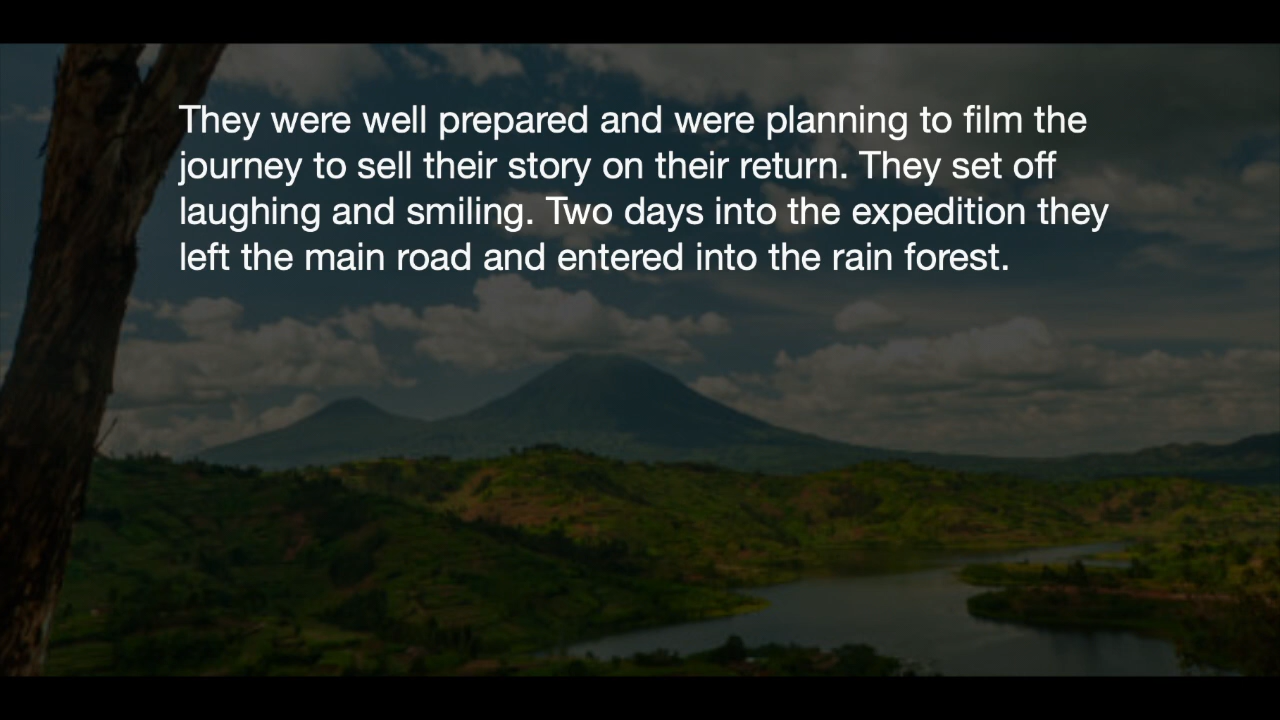 They were well prepared and were planning to film the
journey to sell their story on their return. They set off
laughing and smiling. Two days into the expedition they
left the main road and entered into the rain forest.